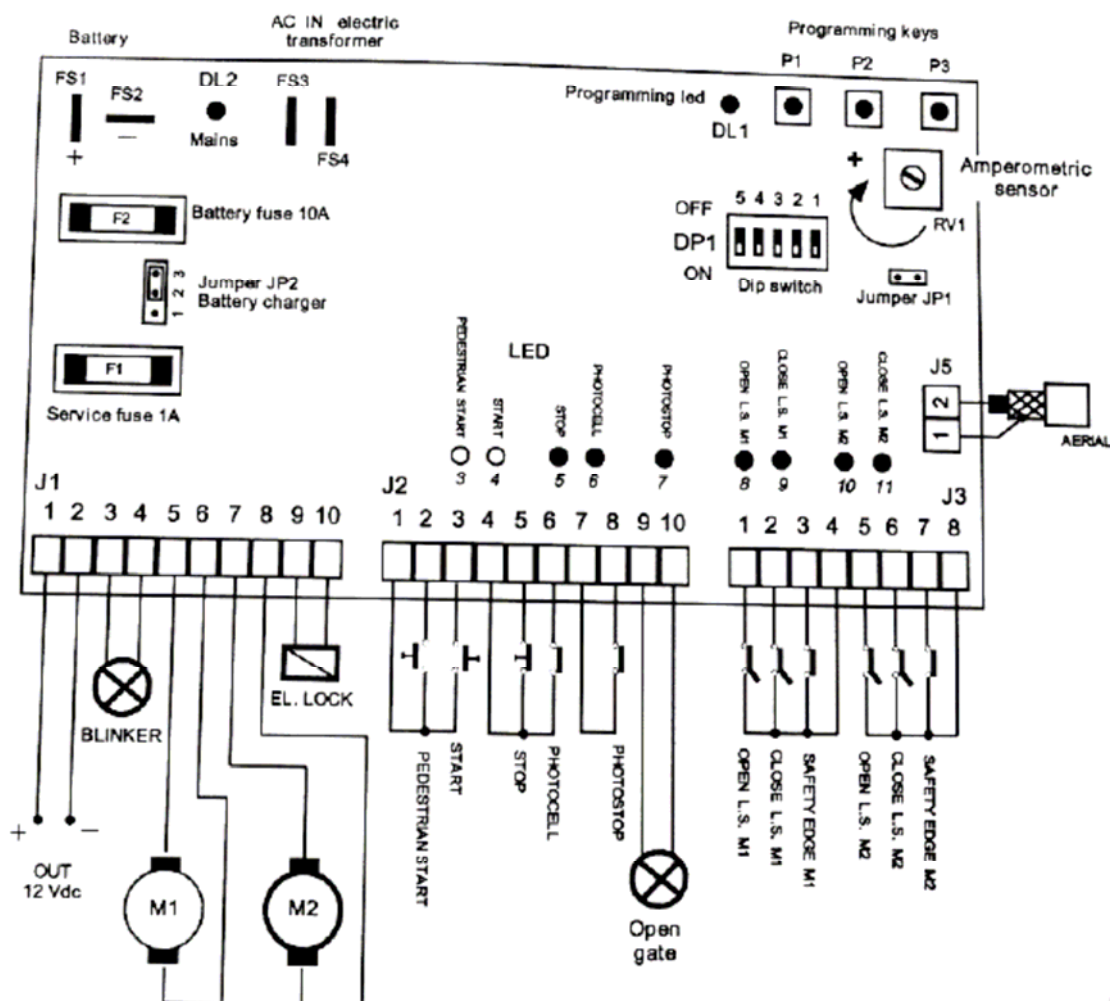 Battery
AC IN electric
transformer
Programming keys
FS1
FS2
DL2
FS3
FS4
Mains
+
—
Programming led
DL1
P1
P2
P3
+
Amperometric
sensor
RV1
F2
Battery fuse 10A
OFF
5 4 3 2 1
DP1
ON
Dip switch
Jumper JP1
3
2
1
Jumper JP2
Battery charger
F1
Service fuse 1A
LED
PEDESTRIAN START
START
STOP
PHOTOCELL
PHOTOSTOP
OPEN L.S. M1
CLOSE L.S. M1
OPEN L.S. M2
CLOSE L.S. M2
3 4 5 6 7 8 9 10 11
J5
2
1
AERIAL
J1
1 2 3 4 5 6 7 8 9 10
J2
1 2 3 4 5 6 7 8 9 10
J3
1 2 3 4 5 6 7 8
BLINKER
EL. LOCK
PEDESTRIAN START
START
STOP
PHOTOCELL
PHOTOSTOP
OPEN L.S. M1
CLOSE L.S. M1
SAFETY EDGE M1
OPEN L.S. M2
CLOSE L.S. M2
SAFETY EDGE M2
+
−
OUT
12 Vdc
M1
M2
Open
gate